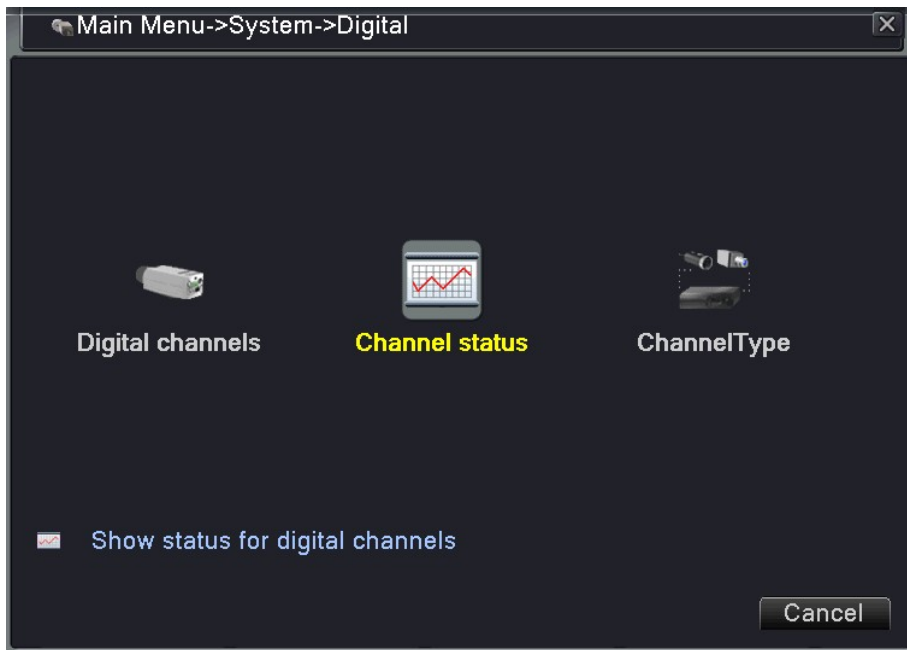 Main Menu->System->Digital
Digital channels
Channel status
ChannelType
Show status for digital channels
Cancel